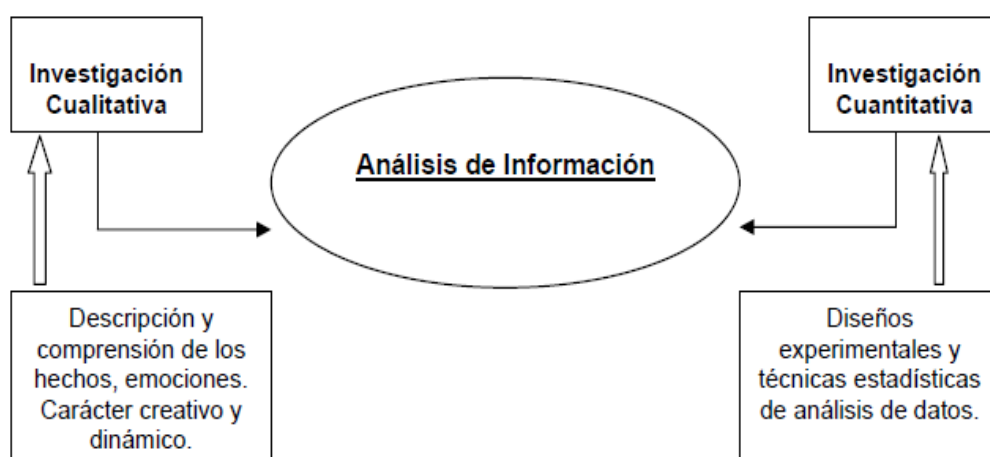 Investigación
Cualitativa
Análisis de Información
Investigación
Cuantitativa
Descripción y
comprensión de los
hechos, emociones.
Carácter creativo y
dinámico.
Diseños
experimentales y
técnicas estadísticas
de análisis de datos.